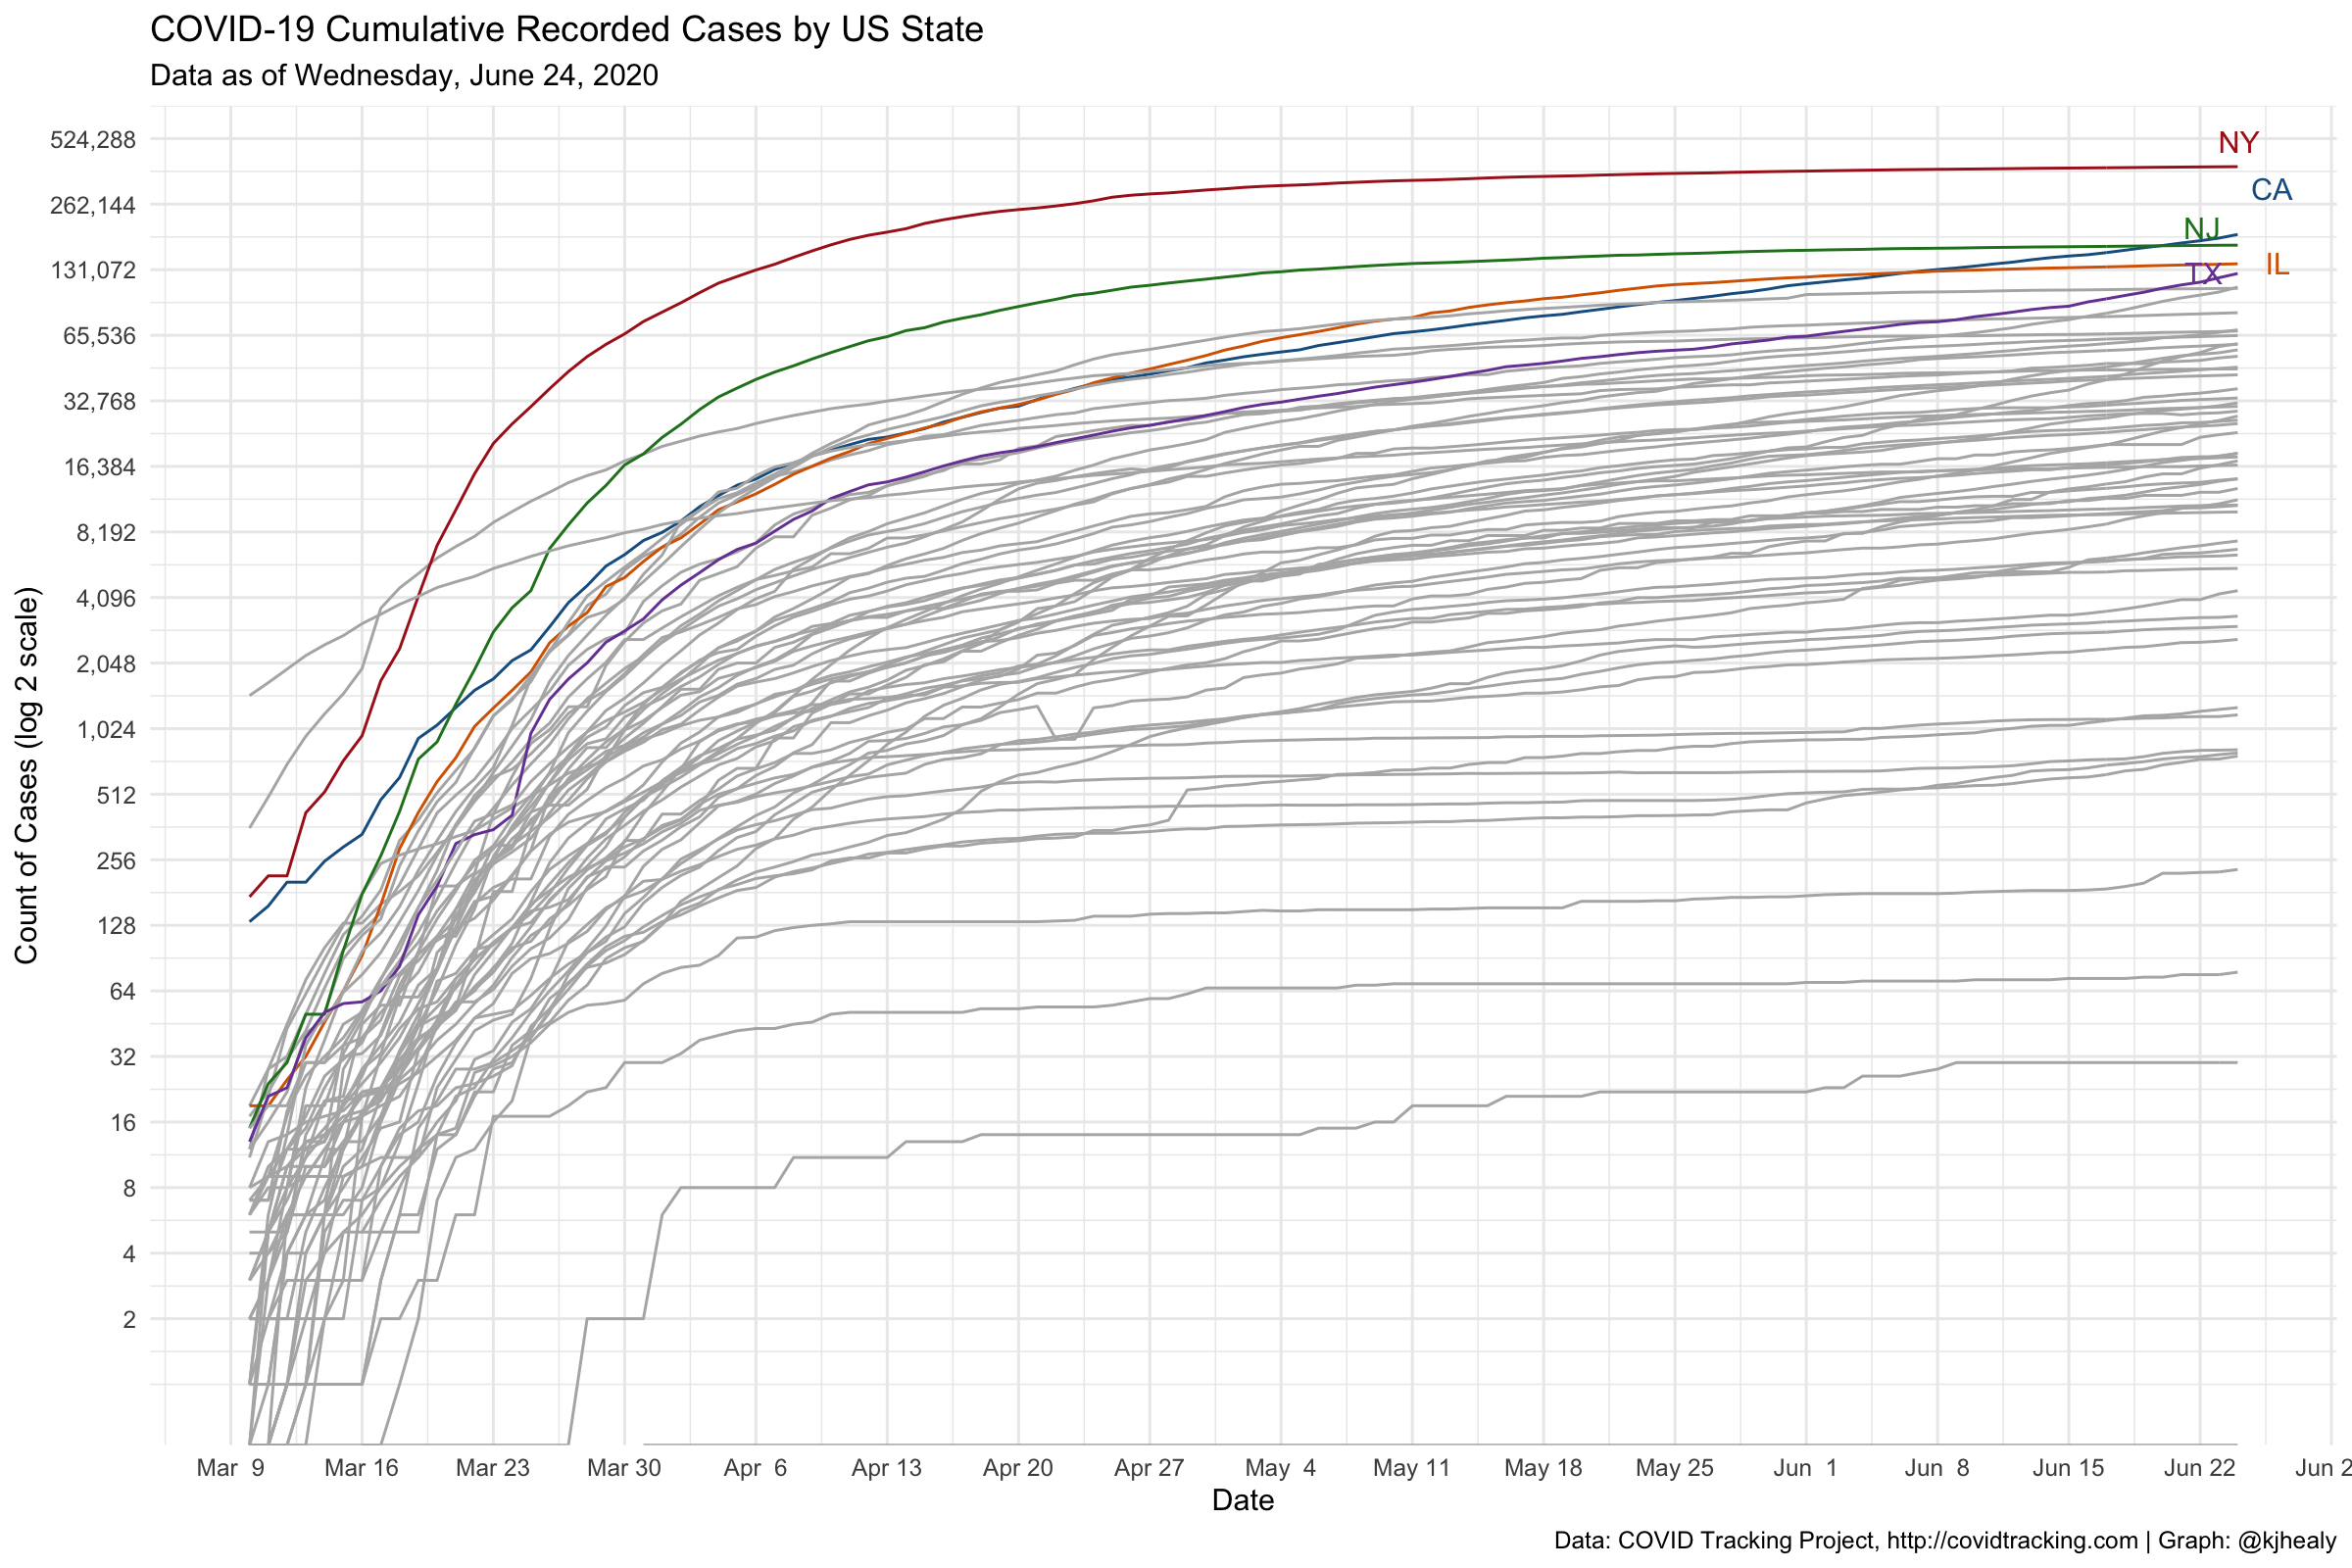 COVID-19 Cumulative Recorded Cases by US State
Data as of Wednesday, June 24, 2020
524,288
262,144
131,072
65,536
32,768
16,384
8,192
4,096
2,048
1,024
512
256
128
64
32
16
8
4
2
Count of Cases (log 2 scale)
NY
CA
NJ
IL
TX
Mar 9 Mar 16 Mar 23 Mar 30 Apr 6 Apr 13 Apr 20 Apr 27 May 4 May 11 May 18 May 25 Jun 1 Jun 8 Jun 15 Jun 22 Jun 2
Date
Data: COVID Tracking Project, http://covidtracking.com | Graph: @kjhealy